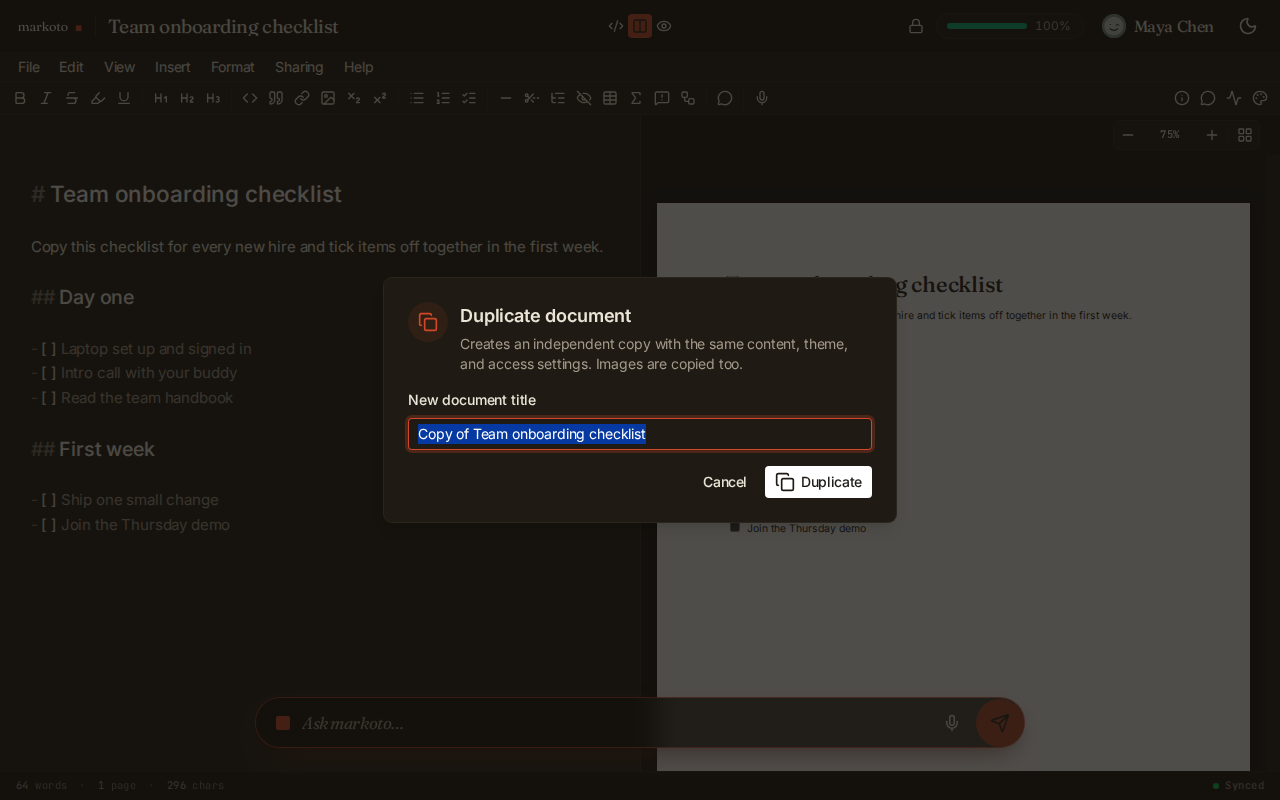 markoto
Team onboarding checklist
100%
Maya Chen
File Edit View Insert Format Sharing Help
H1 H2 H3
75%
# Team onboarding checklist
Copy this checklist for every new hire and tick items off together in the first week.
## Day one
- [ ] Laptop set up and signed in
- [ ] Intro call with your buddy
- [ ] Read the team handbook
## First week
- [ ] Ship one small change
- [ ] Join the Thursday demo
g checklist
hire and tick items off together in the first week.
Join the Thursday demo
Duplicate document
Creates an independent copy with the same content, theme,
and access settings. Images are copied too.
New document title
Copy of Team onboarding checklist
Cancel
Duplicate
Ask markoto...
64 words · 1 page · 296 chars
Synced